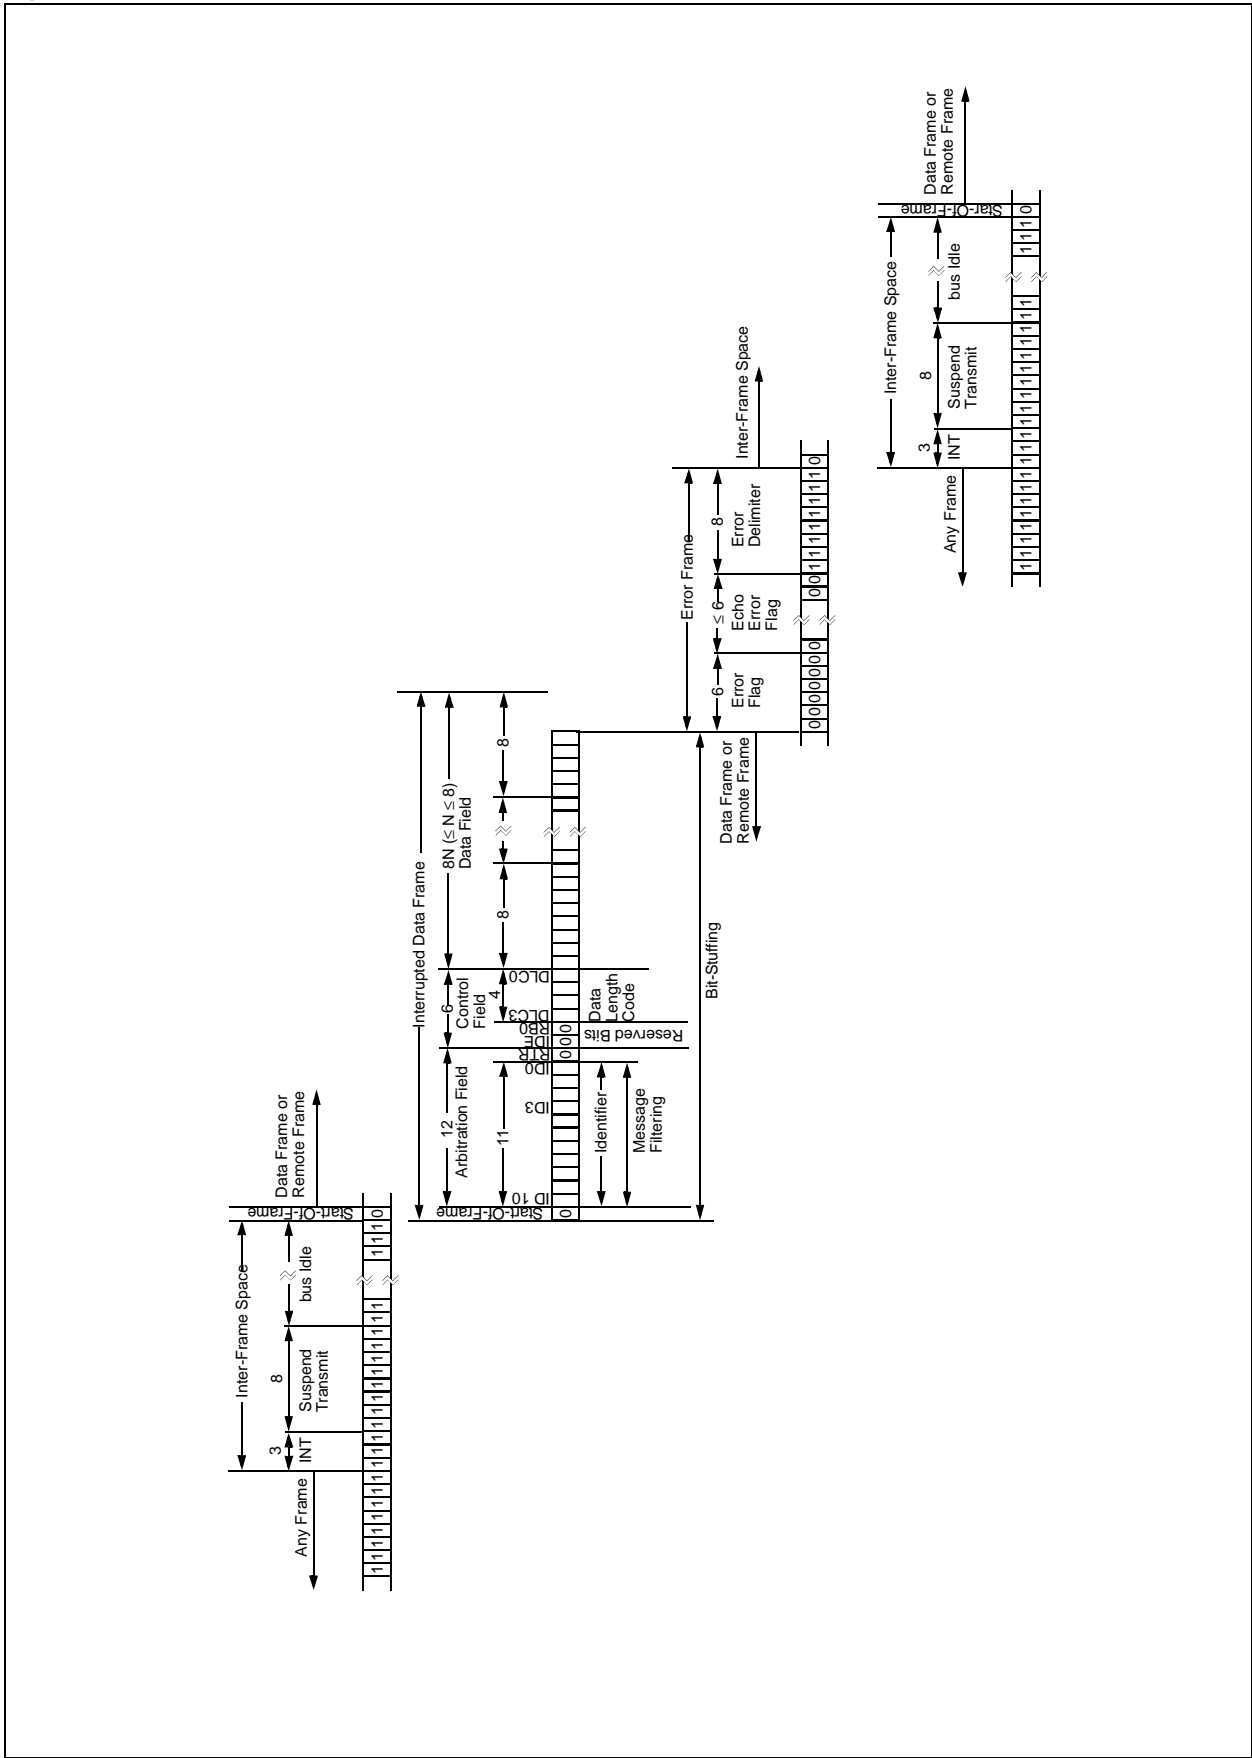 Inter-Frame Space
3
8
Any Frame
INT
Suspend
Transmit
bus Idle
Data Frame or
Remote Frame
Start-Of-Frame
1 1 1 1 1 1 1 1 1 1 1 1 1 1 1 1 1 1 1 1 1
1 1 0
Interrupted Data Frame
12
Arbitration Field
6
Control
Field
8N (≤ N ≤ 8)
Data Field
11
4
8
8
Start-Of-Frame
ID 10
ID3
ID0
RTR
IDE
RB0
DLC3
DLC0
0
0 0 0
Identifier
Message
Filtering
Reserved Bits
Data
Length
Code
Bit-Stuffing
Error Frame
Data Frame or
Remote Frame
6
Error
Flag
≤ 6
Echo
Error
Flag
8
Error
Delimiter
Inter-Frame Space
0 0 0 0 0 0 0
0 0 1 1 1 1 1 1 1 1 0
Inter-Frame Space
3
8
Any Frame
INT
Suspend
Transmit
bus Idle
Data Frame or
Remote Frame
Star-Of-Frame
1 1 1 1 1 1 1 1 1 1 1 1 1 1 1 1 1 1 1 1 1
1 1 0